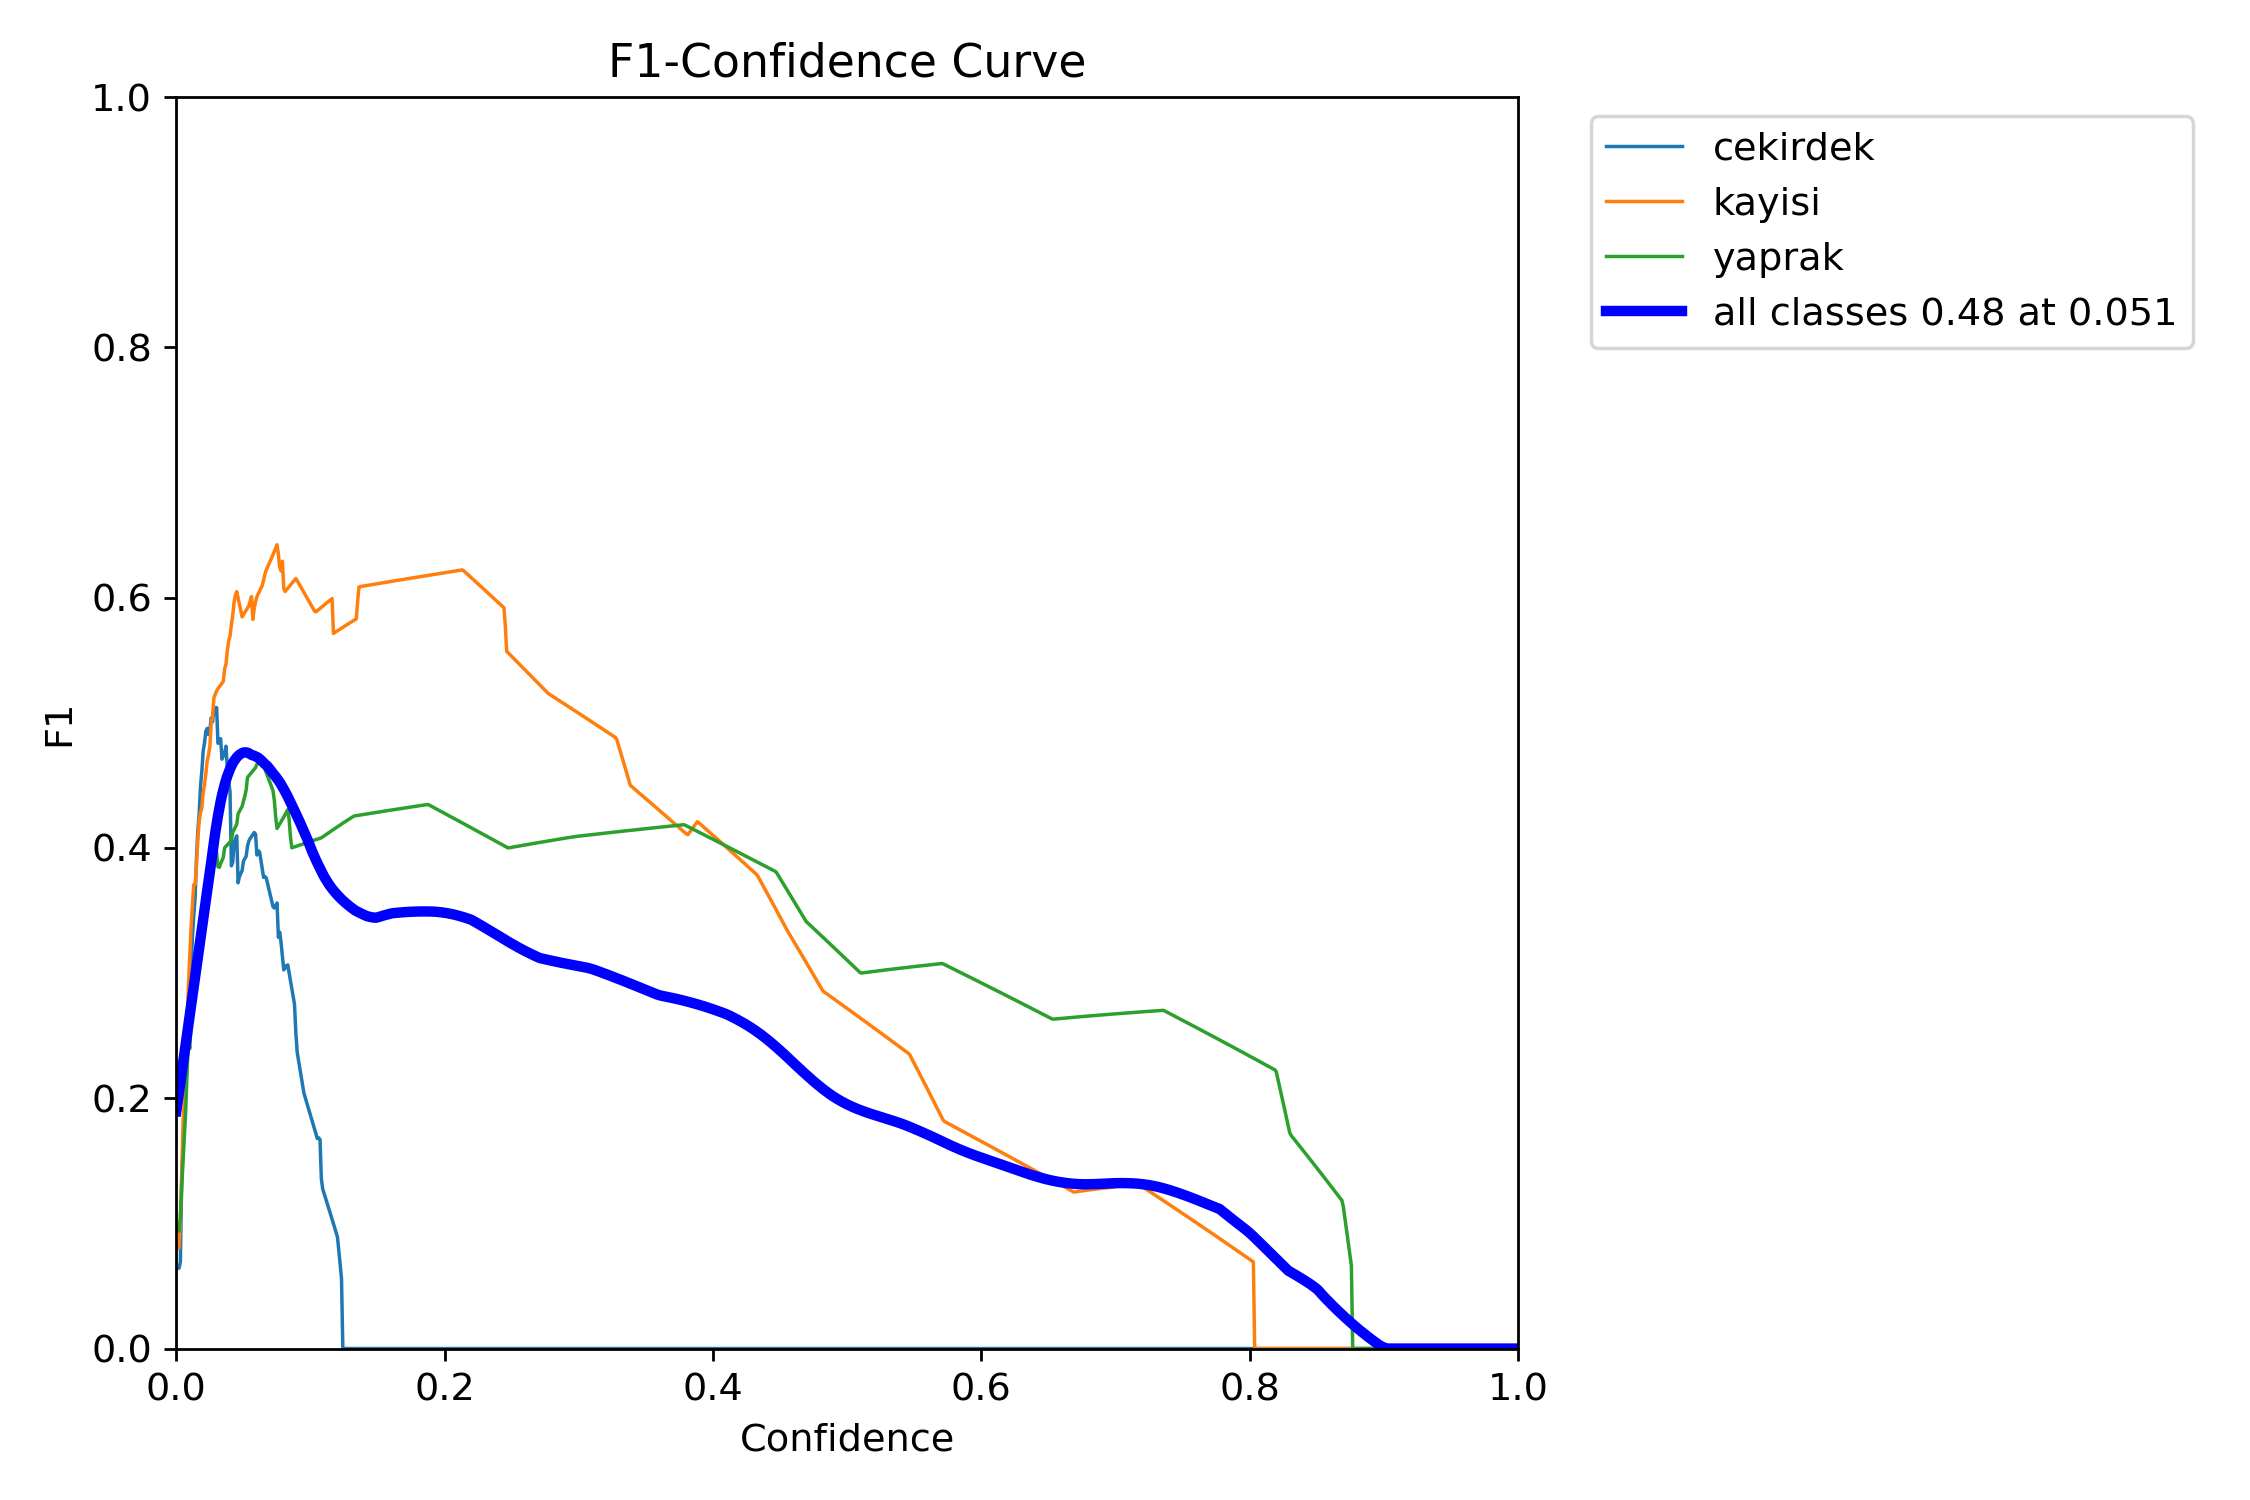 F1-Confidence Curve
1.0
0.8
0.6
0.4
0.2
0.0
F1
0.0 0.2 0.4 0.6 0.8 1.0
Confidence
cekirdek
kayisi
yaprak
all classes 0.48 at 0.051